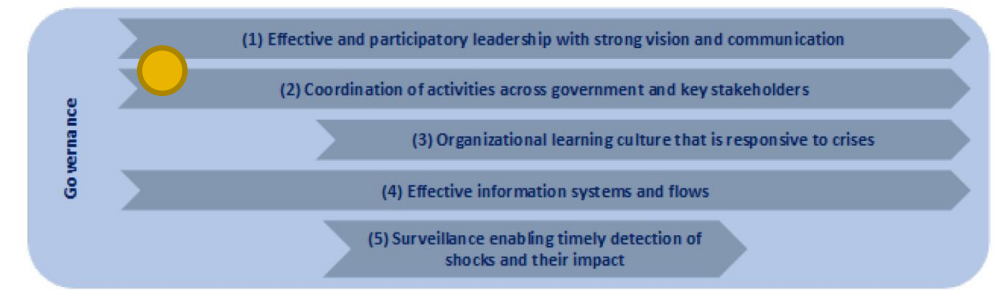 Governance
(1) Effective and participatory leadership with strong vision and communication
(2) Coordination of activities across government and key stakeholders
(3) Organizational learning culture that is responsive to crises
(4) Effective information systems and flows
(5) Surveillance enabling timely detection of
shocks and their impact